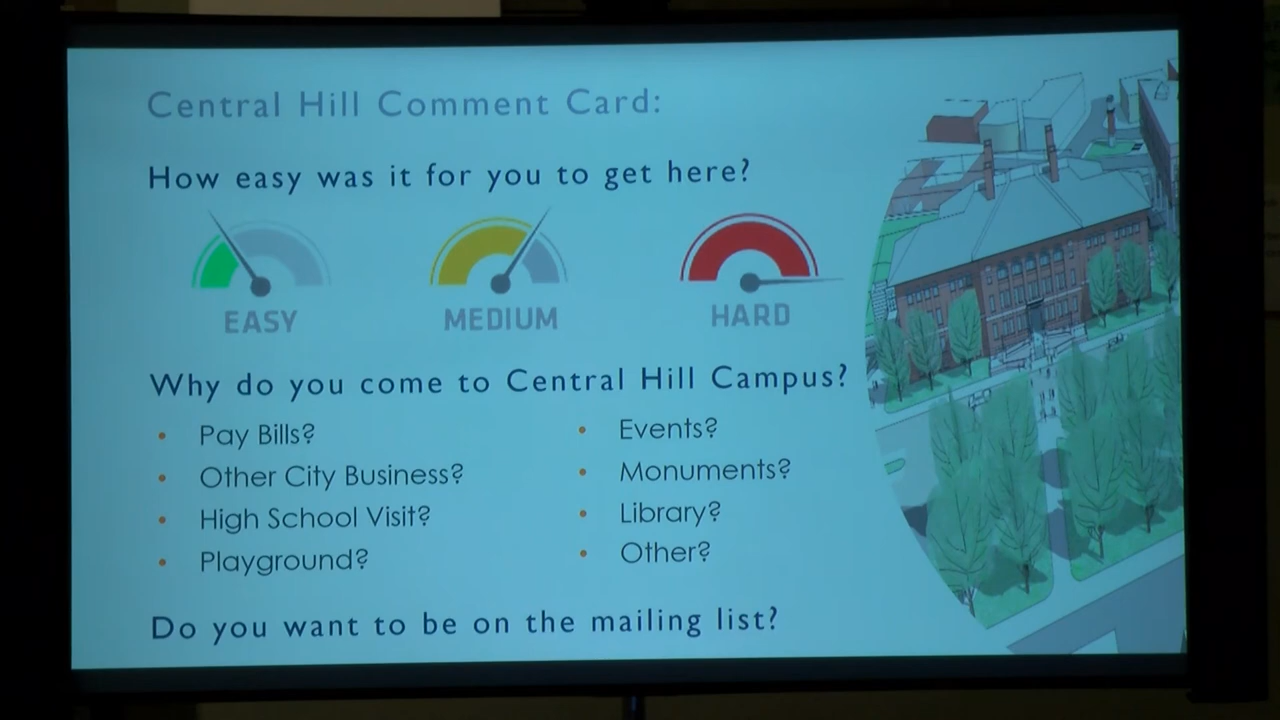 Central Hill Comment Card:
How easy was it for you to get here?
EASY
MEDIUM
HARD
Why do you come to Central Hill Campus?
• Pay Bills?
• Other City Business?
• High School Visit?
• Playground?
• Events?
• Monuments?
• Library?
• Other?
Do you want to be on the mailing list?